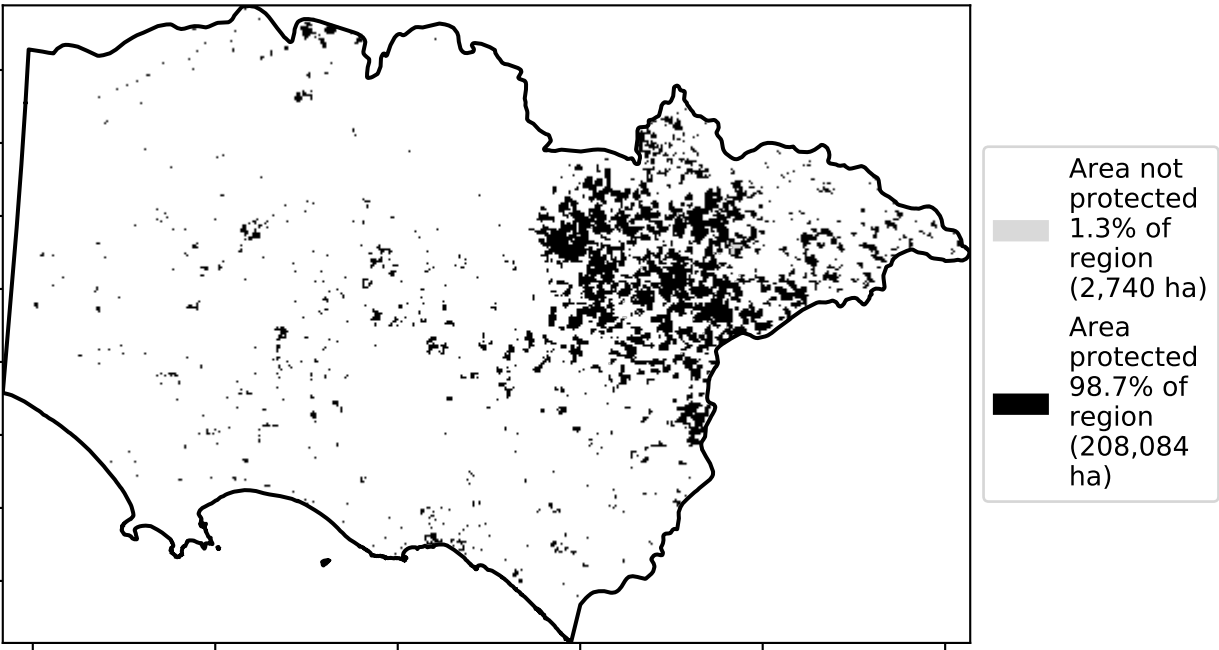 Area not
protected
1.3% of
region
(2,740 ha)
Area
protected
98.7% of
region
(208,084
ha)